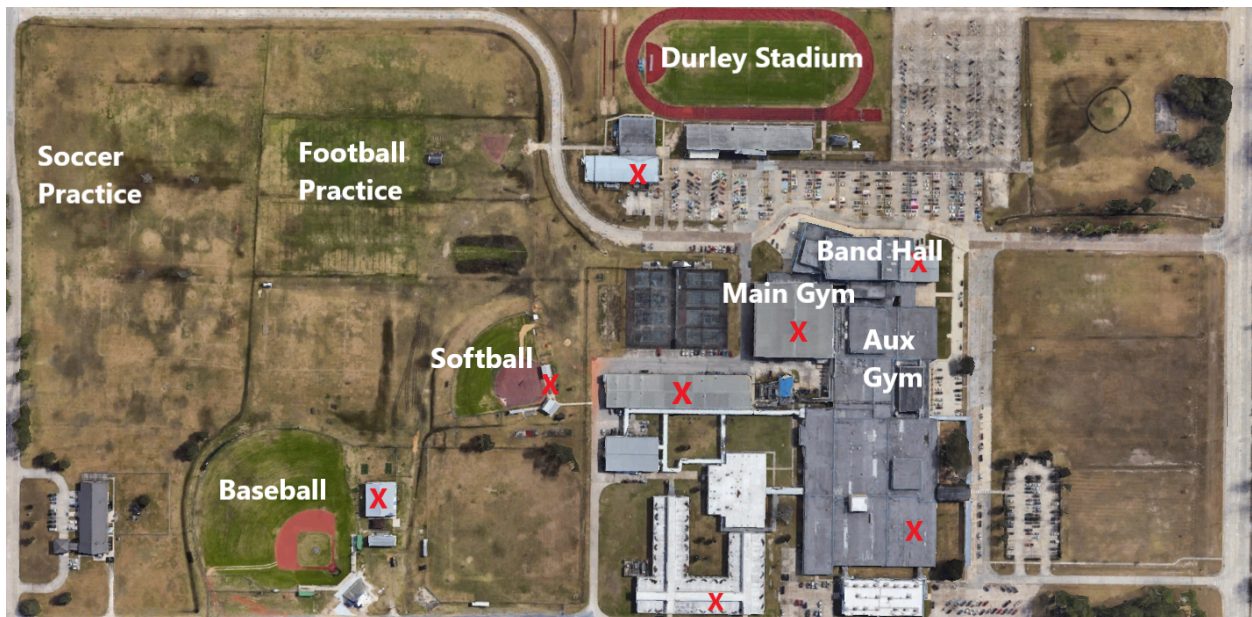 Durley Stadium
Soccer
Practice
Football
Practice
X
Band Hall
X
Main Gym
X
Aux
Gym
Softball
X
X
Baseball
X
X
X